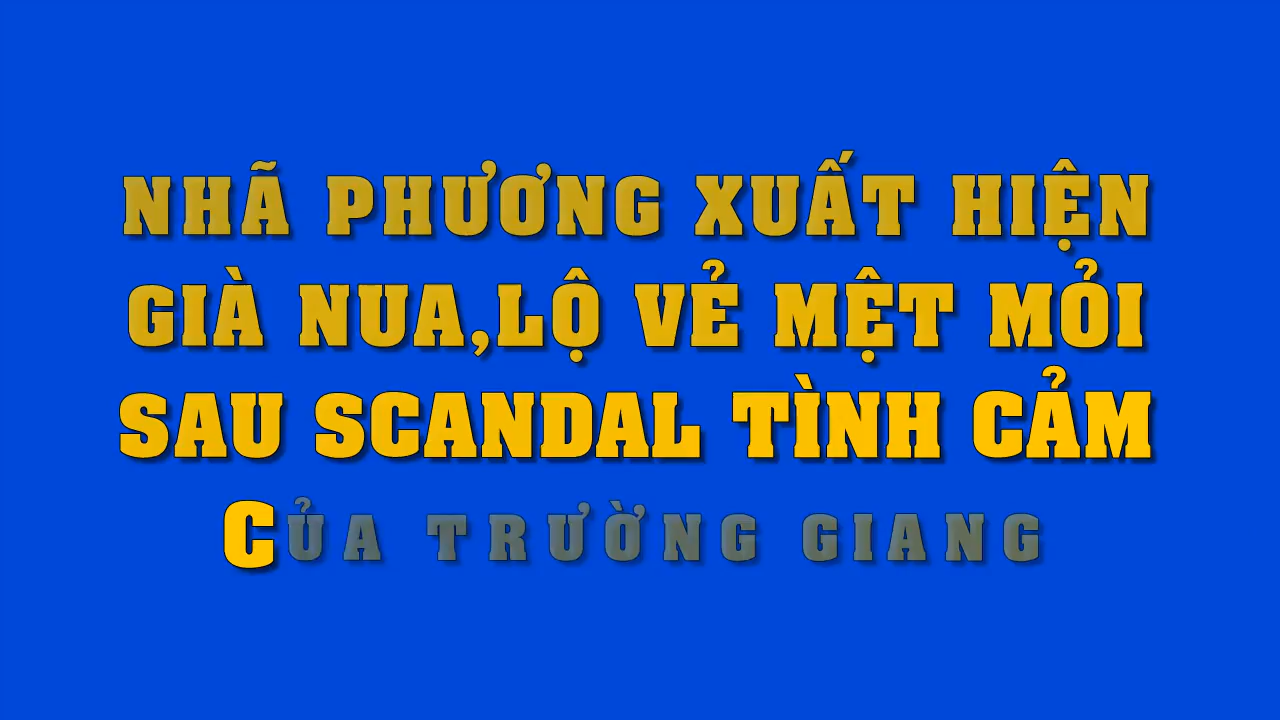 NHÃ PHƯƠNG XUẤT HIỆN
GIÀ NUA,LỘ VẺ MỆT MỎI
SAU SCANDAL TÌNH CẢM
CỦA TRƯỜNG GIANG